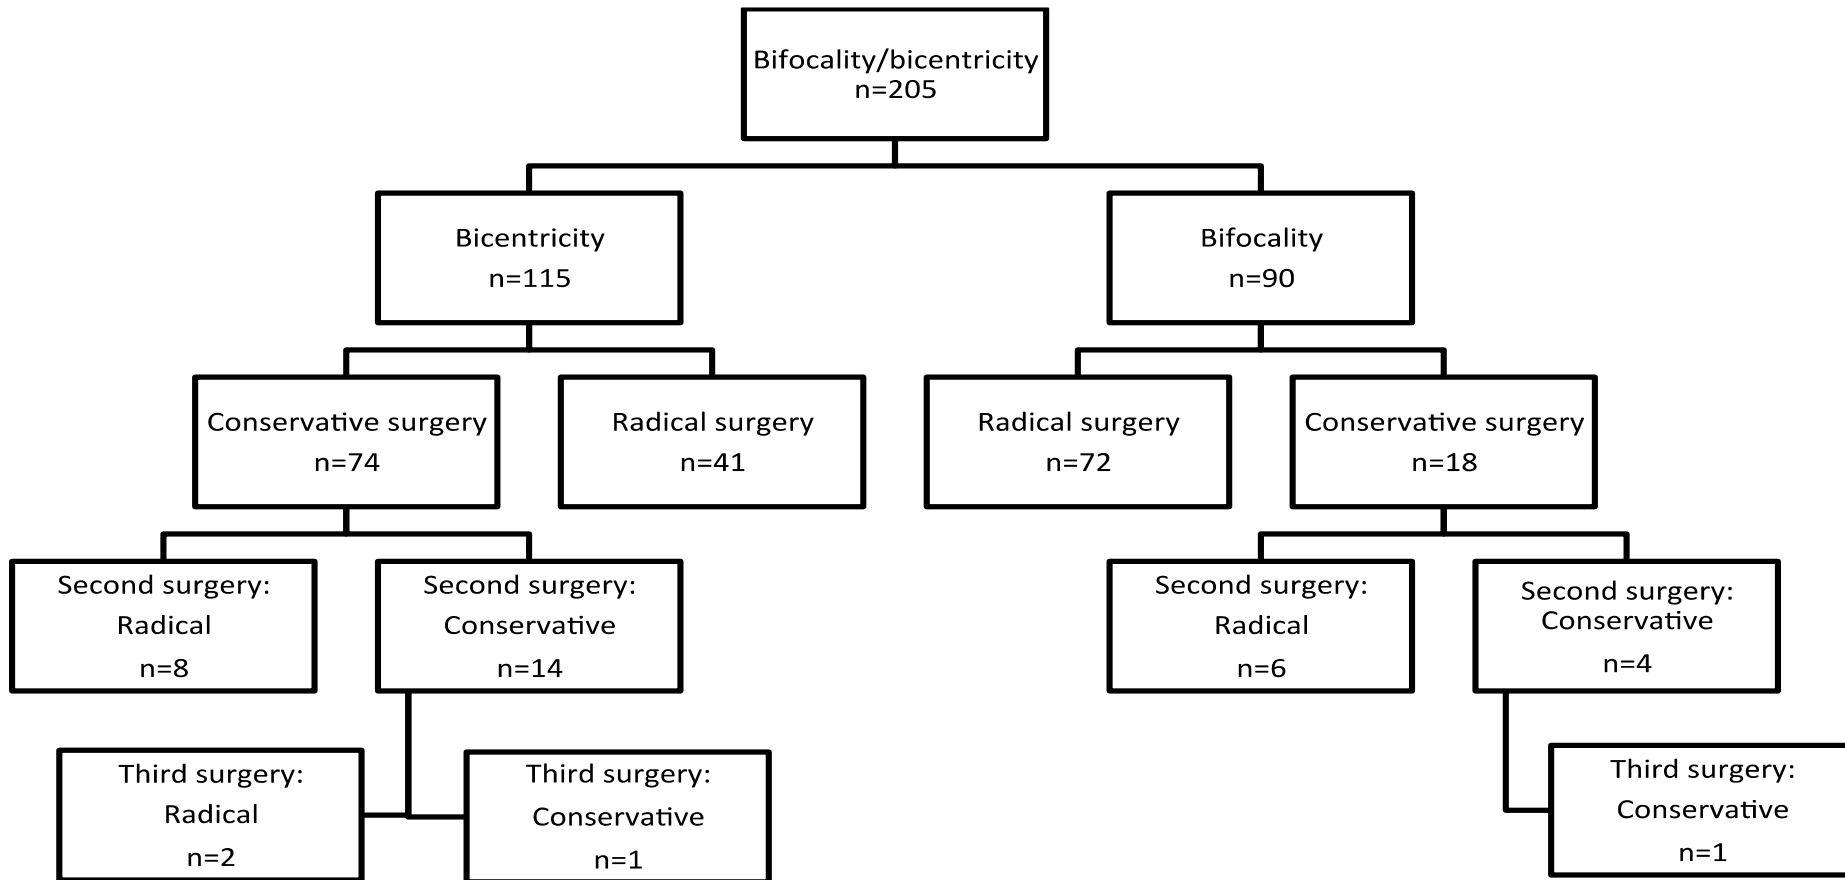 Bifocality/bicentricity
n=205
Bicentricity
n=115
Bifocality
n=90
Conservative surgery
n=74
Radical surgery
n=41
Radical surgery
n=72
Conservative surgery
n=18
Second surgery:
Radical
n=8
Second surgery:
Conservative
n=14
Second surgery:
Radical
n=6
Second surgery:
Conservative
n=4
Third surgery:
Radical
n=2
Third surgery:
Conservative
n=1
Third surgery:
Conservative
n=1